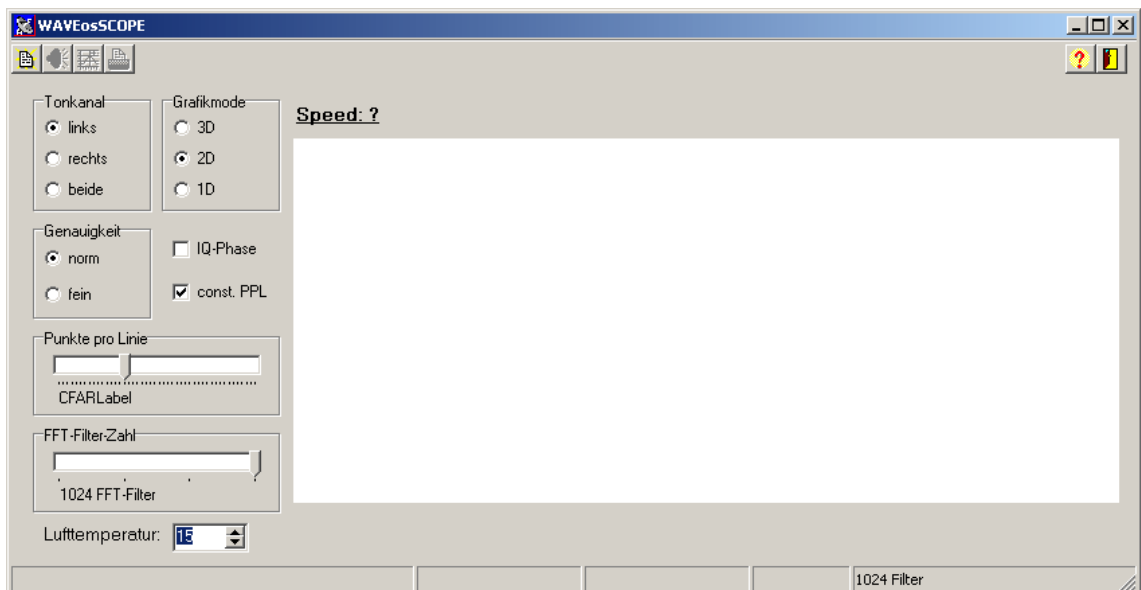 WAVEosSCOPE
?
Tonkanal
links
rechts
beide
Grafikmode
3D
2D
1D
Speed: ?
Genauigkeit
norm
fein
IQ-Phase
const. PPL
Punkte pro Linie
CFARLabel
FFT-Filter-Zahl
1024 FFT-Filter
Lufttemperatur: 15
1024 Filter